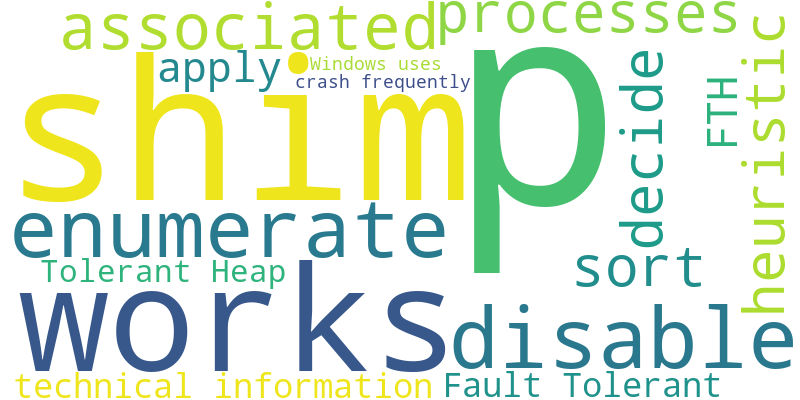 associated
processes
apply
Windows uses
crash frequently
shim
p
decide
FTH
heuristic
enumerate
sort
Tolerant Heap
works
disable
technical information
Fault Tolerant